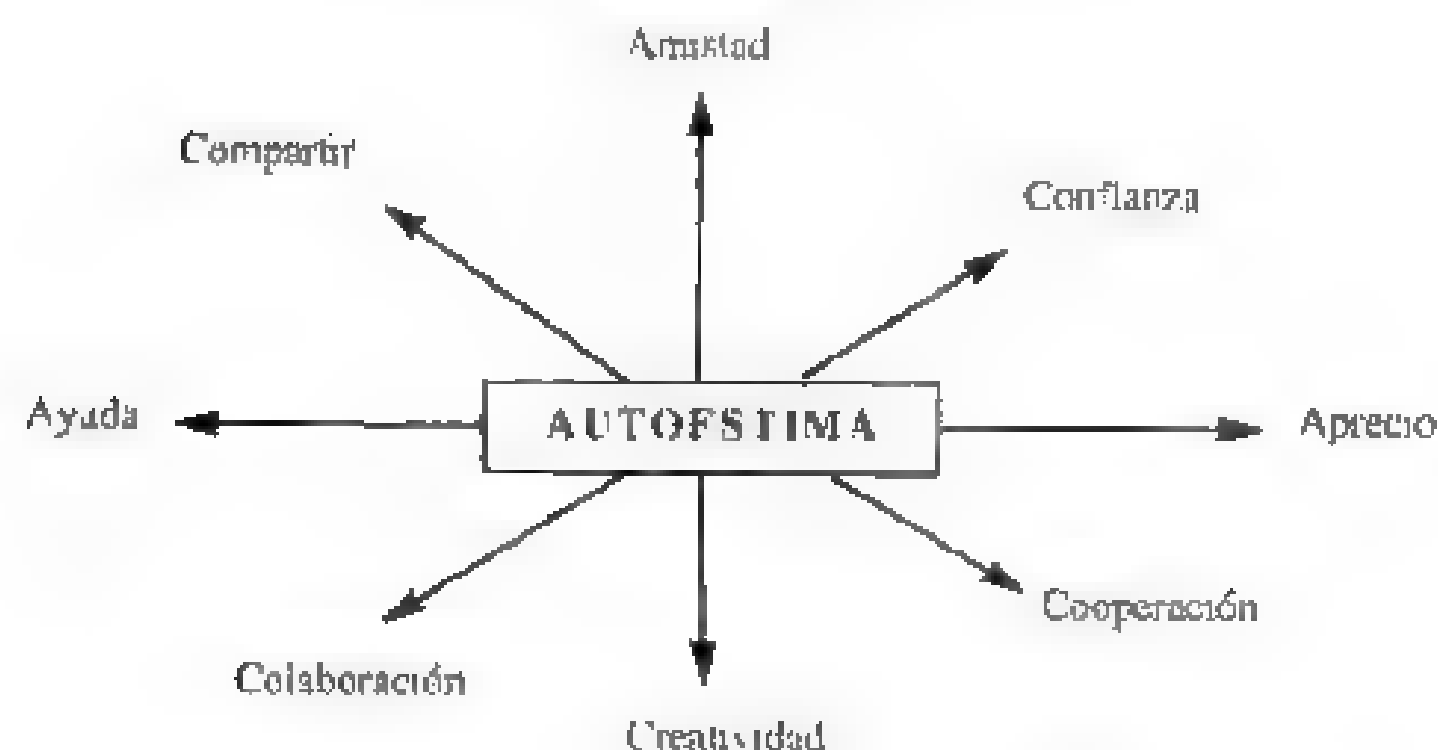 Amistad
Compartir
Confianza
Ayuda
AUTOESTIMA
Aprecio
Cooperación
Colaboración
Creatividad